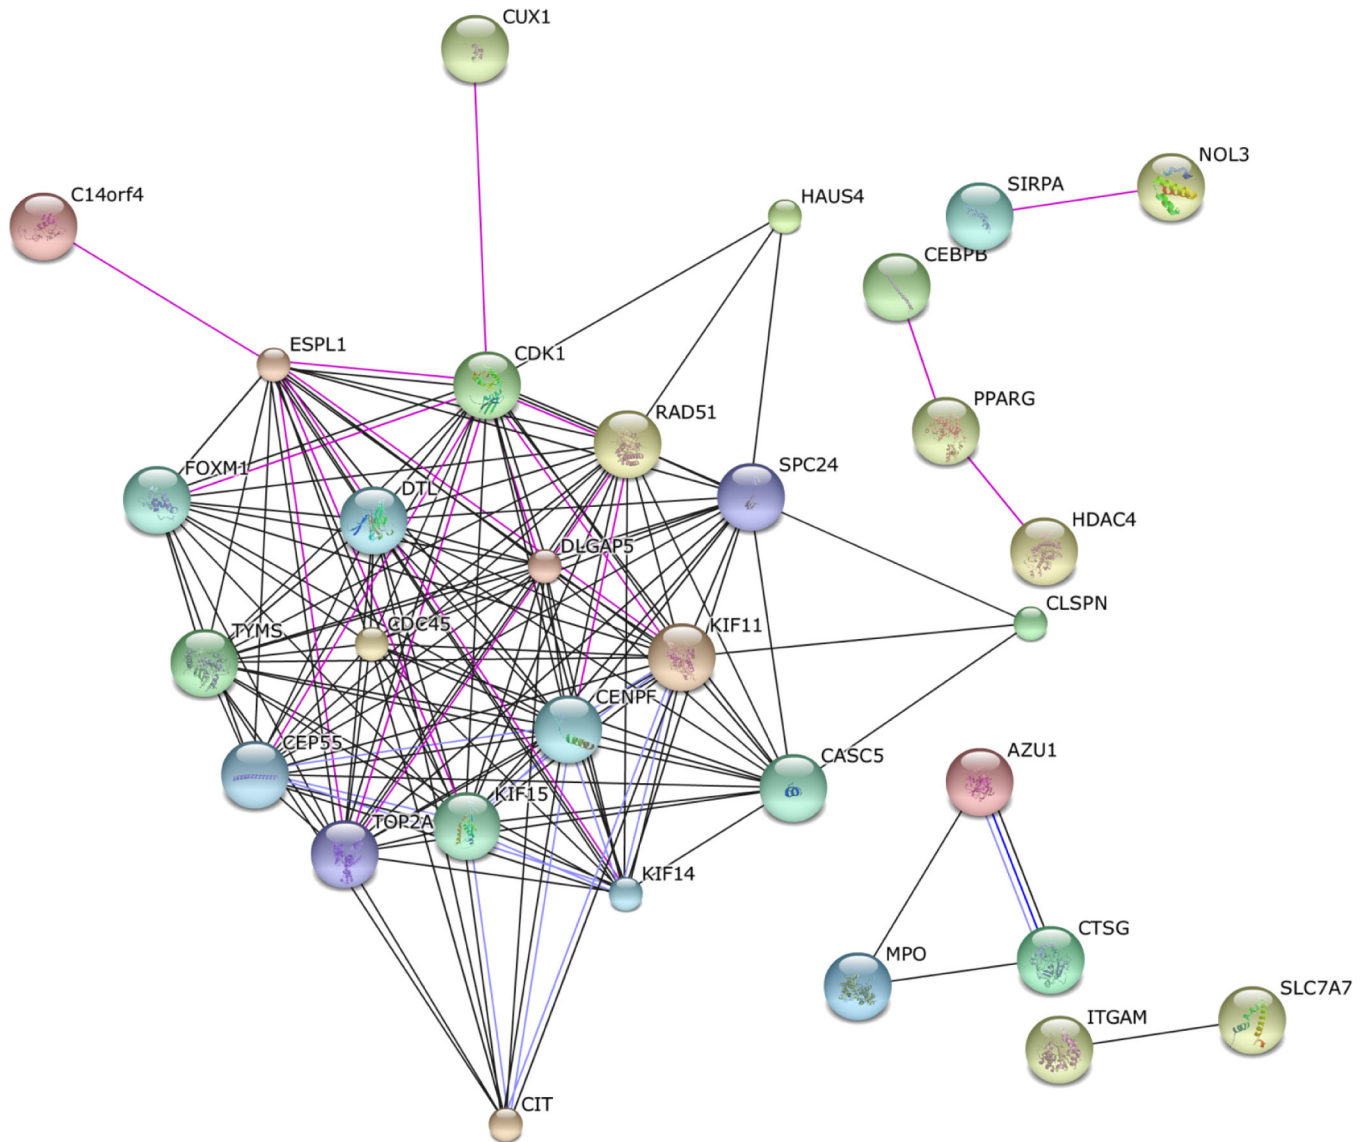 CUX1
NOL3
SIRPA
C14orf4
HAUS4
CEBPB
ESPL1
CDK1
PPARG
RAD51
FOXM1
SPC24
DTL
HDAC4
DLGAP5
CLSPN
TYMS
CDC45
KIF11
CENPF
CEP55
AZU1
CASC5
KIF15
TOP2A
KIF14
CTSG
MPO
SLC7A7
ITGAM
CIT